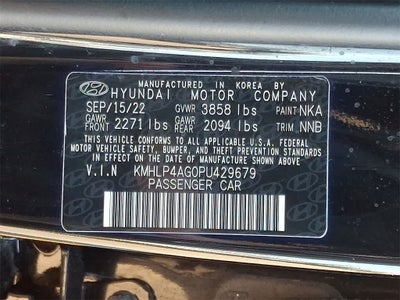 MANUFACTURED IN KOREA BY
HYUNDAI MOTOR COMPANY
SEP/15/22 GVWR 3858 lbs PAINT NKA
GAWR FRONT 2271 lbs GAWR REAR 2094 lbs TRIM NNB
THIS VEHICLE CONFORMS TO ALL APPLICABLE U.S.A. FEDERAL
MOTOR VEHICLE SAFETY, BUMPER, AND THEFT PREVENTION
STANDARDS IN EFFECT ON THE DATE OF MANUFACTURE SHOWN ABOVE.
V.I.N KMHLP4AG0PU429679
PASSENGER CAR